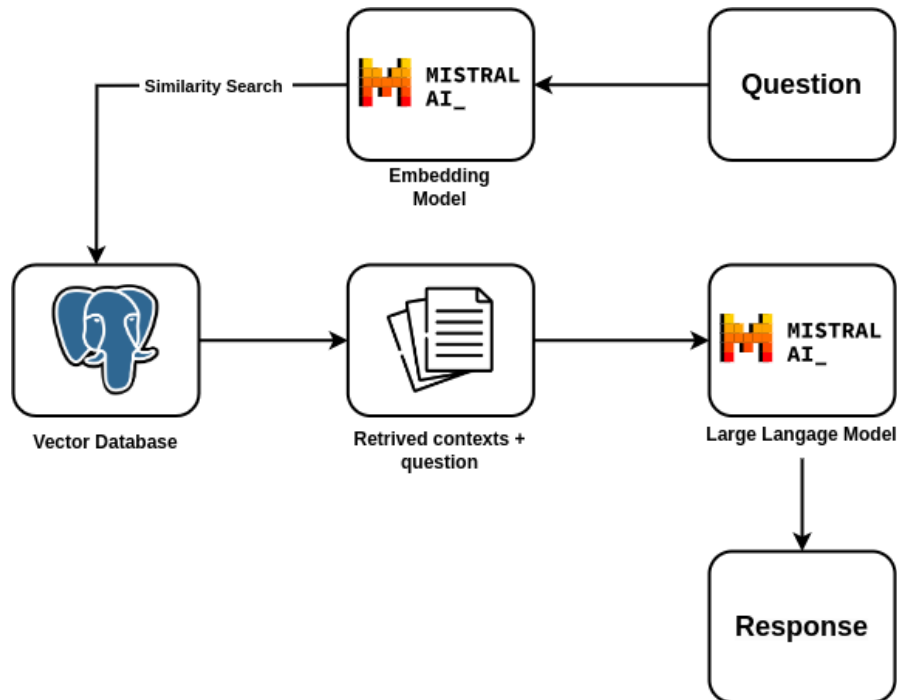 Similarity Search
MISTRAL
AI_
Question
Embedding
Model
MISTRAL
AI_
Vector Database
Retrived contexts +
question
Large Langage Model
Response